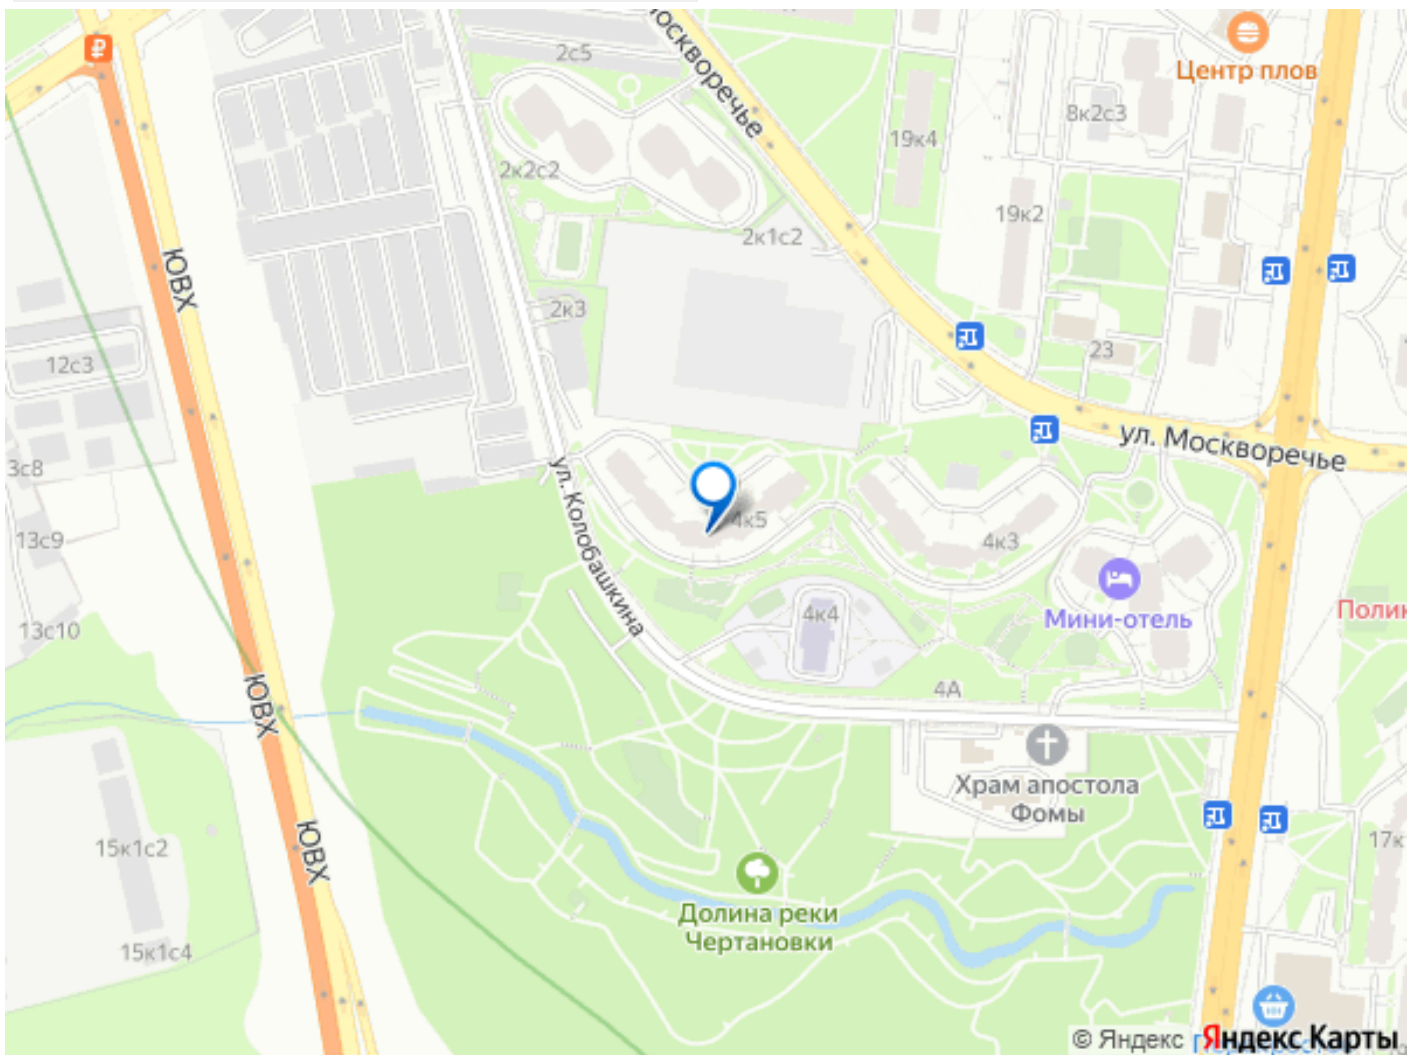 2с5
Москворечье
Центр плов
8к2с3
19к4
2к2с2
19к2
2к1с2
ЮВХ
2к3
23
12с3
ул. Москворечье
3с8
ул. Колобашкина
4к5
4к3
13с9
4к4
Мини-отель
Полик
13с10
4А
ЮВХ
Храм апостола
Фомы
ЮВХ
15к1с2
17к1
Долина реки
Чертановки
15к1с4
© Яндекс Яндекс Карты